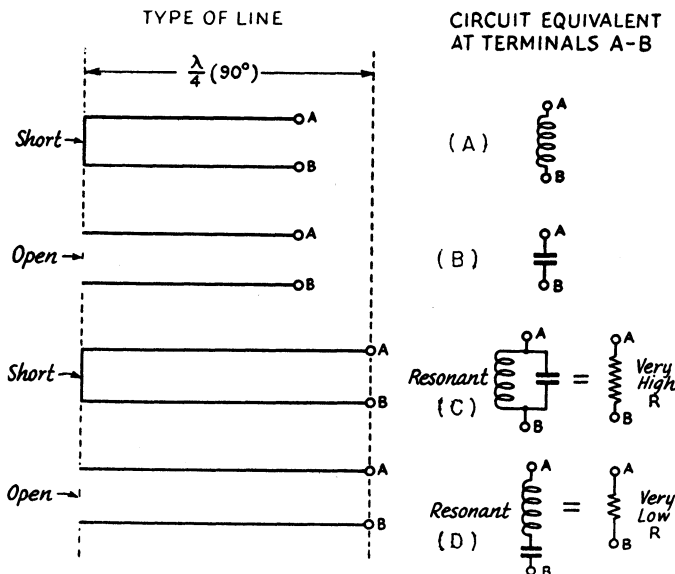 TYPE OF LINE
CIRCUIT EQUIVALENT
AT TERMINALS A-B
λ/4 (90°)
Short
A
B
(A)
A
B
Open
A
B
(B)
A
B
Short
A
B
Resonant
(C)
A
B
=
A
B
Very
High
R
Open
A
B
Resonant
(D)
A
B
=
A
B
Very
Low
R